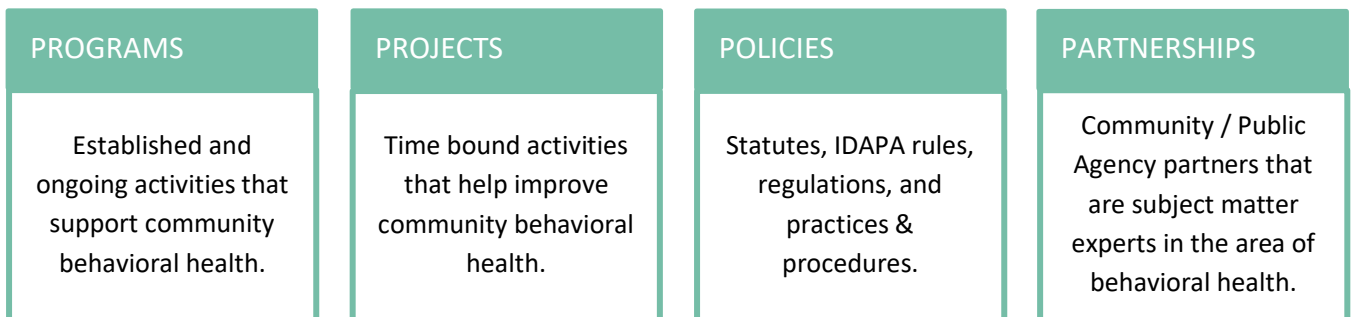 PROGRAMS
Established and
ongoing activities that
support community
behavioral health.
PROJECTS
Time bound activities
that help improve
community behavioral
health.
POLICIES
Statutes, IDAPA rules,
regulations, and
practices &
procedures.
PARTNERSHIPS
Community / Public
Agency partners that
are subject matter
experts in the area of
behavioral health.